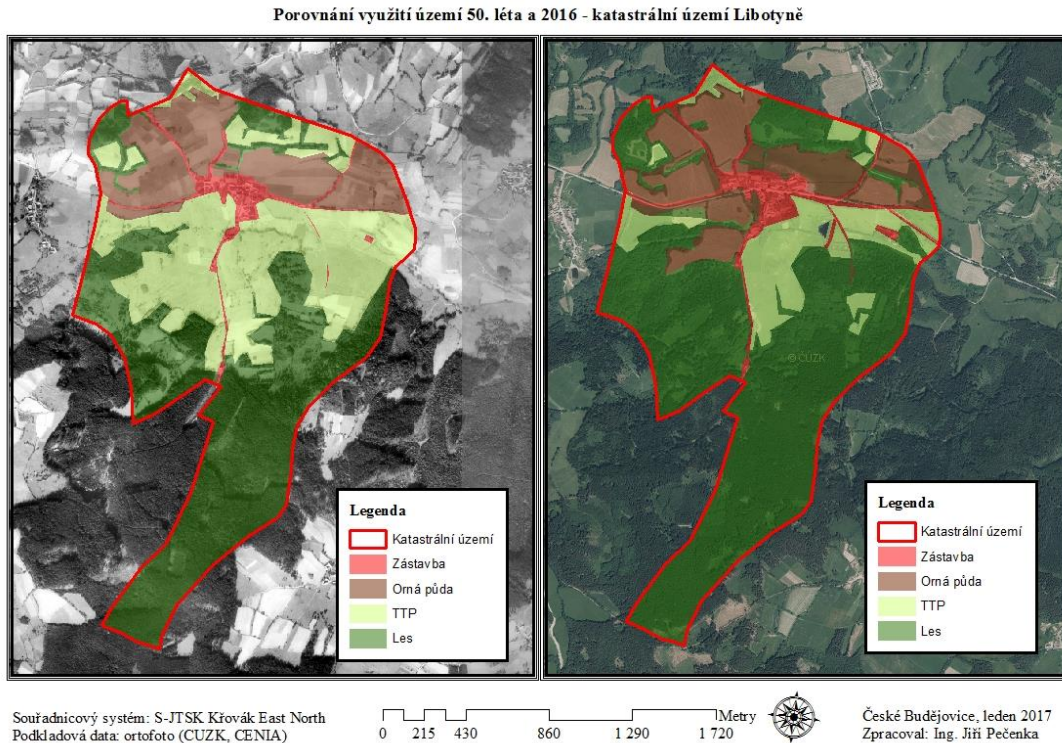 Porovnání využití území 50. léta a 2016 - katastrální území Libotyně
© ČÚZK
Legenda
Katastrální území
Zástavba
Orná půda
TTP
Les
Legenda
Katastrální území
Zástavba
Orná půda
TTP
Les
Souřadnicový systém: S-JTSK Křovák East North
Podkladová data: ortofoto (CUZK, CENIA)
Metry
0 215 430 860 1 290 1 720
České Budějovice, leden 2017
Zpracoval: Ing. Jiří Pečenka